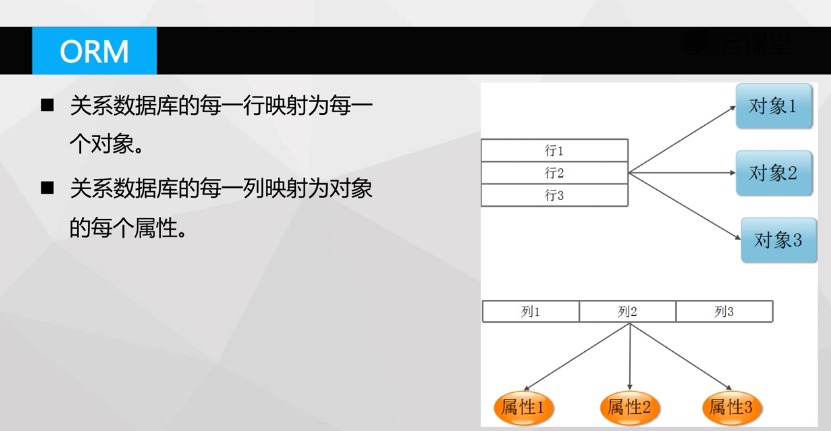 ORM
■ 关系数据库的每一行映射为每一
个对象。
■ 关系数据库的每一列映射为对象
的每个属性。
对象1
行1
行2
对象2
行3
对象3
列1 列2 列3
属性1 属性2 属性3